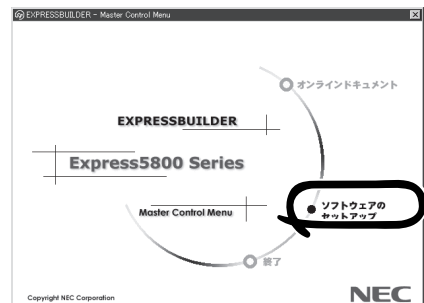 EXPRESSBUILDER - Master Control Menu
オンラインドキュメント
EXPRESSBUILDER
Express5800 Series
Master Control Menu
ソフトウェアの
セットアップ
終了
Copyright NEC Corporation
NEC